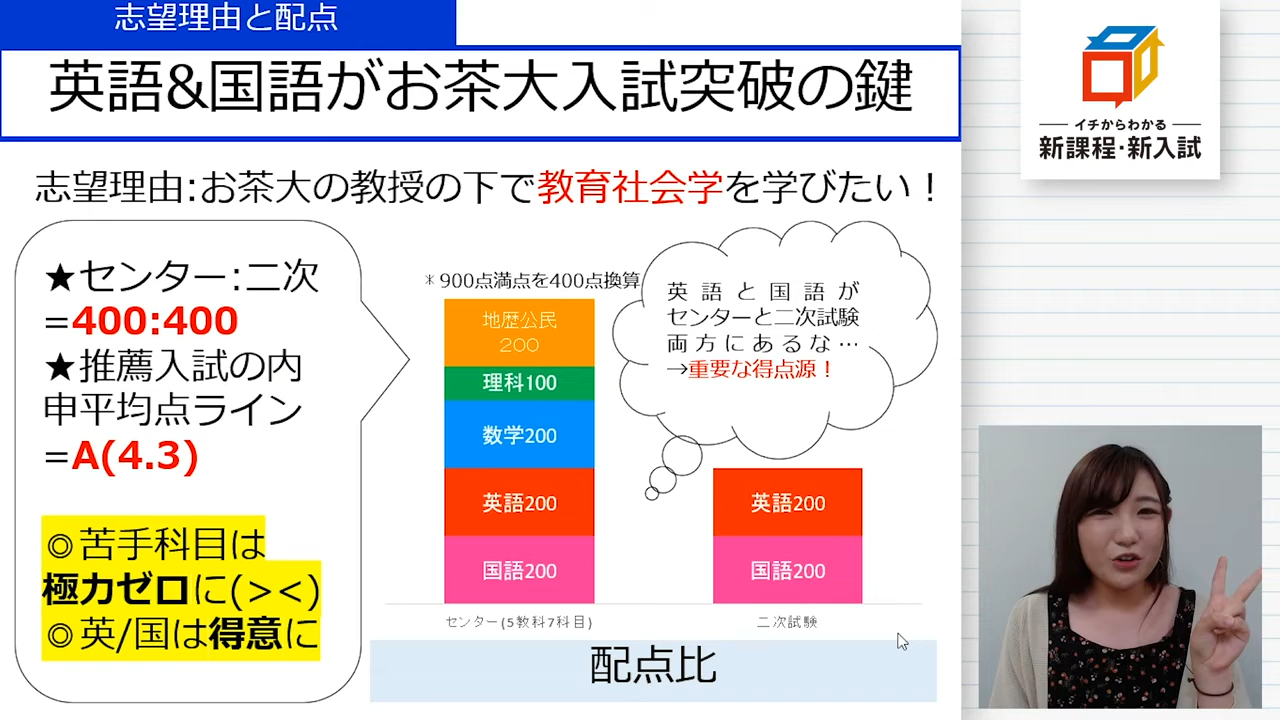 志望理由と配点
英語&国語がお茶大入試突破の鍵
イチからわかる
新課程・新入試
志望理由:お茶大の教授の下で教育社会学を学びたい！
★センター:二次
=400:400
★推薦入試の内
申平均点ライン
=A(4.3)
◎苦手科目は
極力ゼロに(><)
◎英/国は得意に
＊900点満点を400点換算
地歴公民
200
理科100
数学200
英語200
国語200
センター(5教科7科目)
英語と国語が
センターと二次試験
両方にあるな…
→重要な得点源！
英語200
国語200
二次試験
配点比